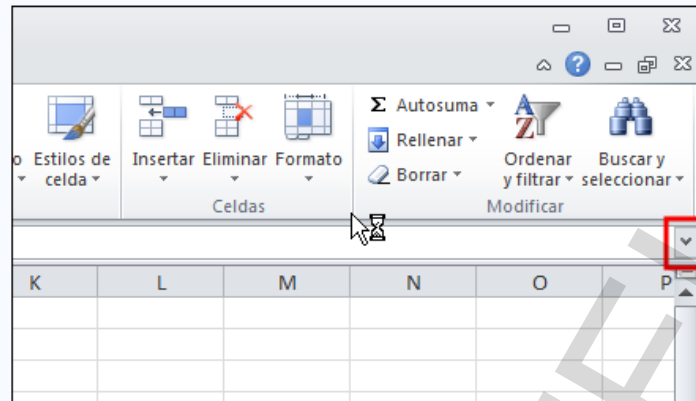 Σ Autosuma
Rellenar
Borrar
o Estilos de
celda
Insertar Eliminar Formato
Ordenar
y filtrar
Buscar y
seleccionar
Celdas
Modificar
K L M N O P